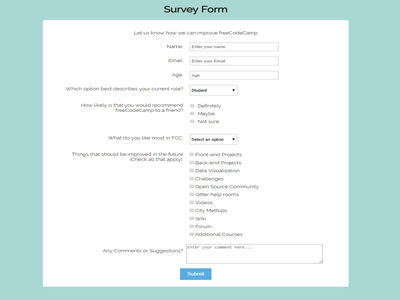 Survey Form
Let us know how we can improve freeCodeCamp
Name:
Enter your name
Email:
Enter your Email
Age:
Age
Which option best describes your current role?
Student
How likely is that you would recommend
freeCodeCamp to a friend?
Definitely
Maybe
Not sure
What do you like most in FCC:
Select an option
Things that should be improved in the future
(Check all that apply):
Front-end Projects
Back-end Projects
Data Visualization
Challenges
Open Source Community
Gitter help rooms
Videos
City Meetups
Wiki
Forum
Additional Courses
Any Comments or Suggestions?
Enter your comment here...
Submit